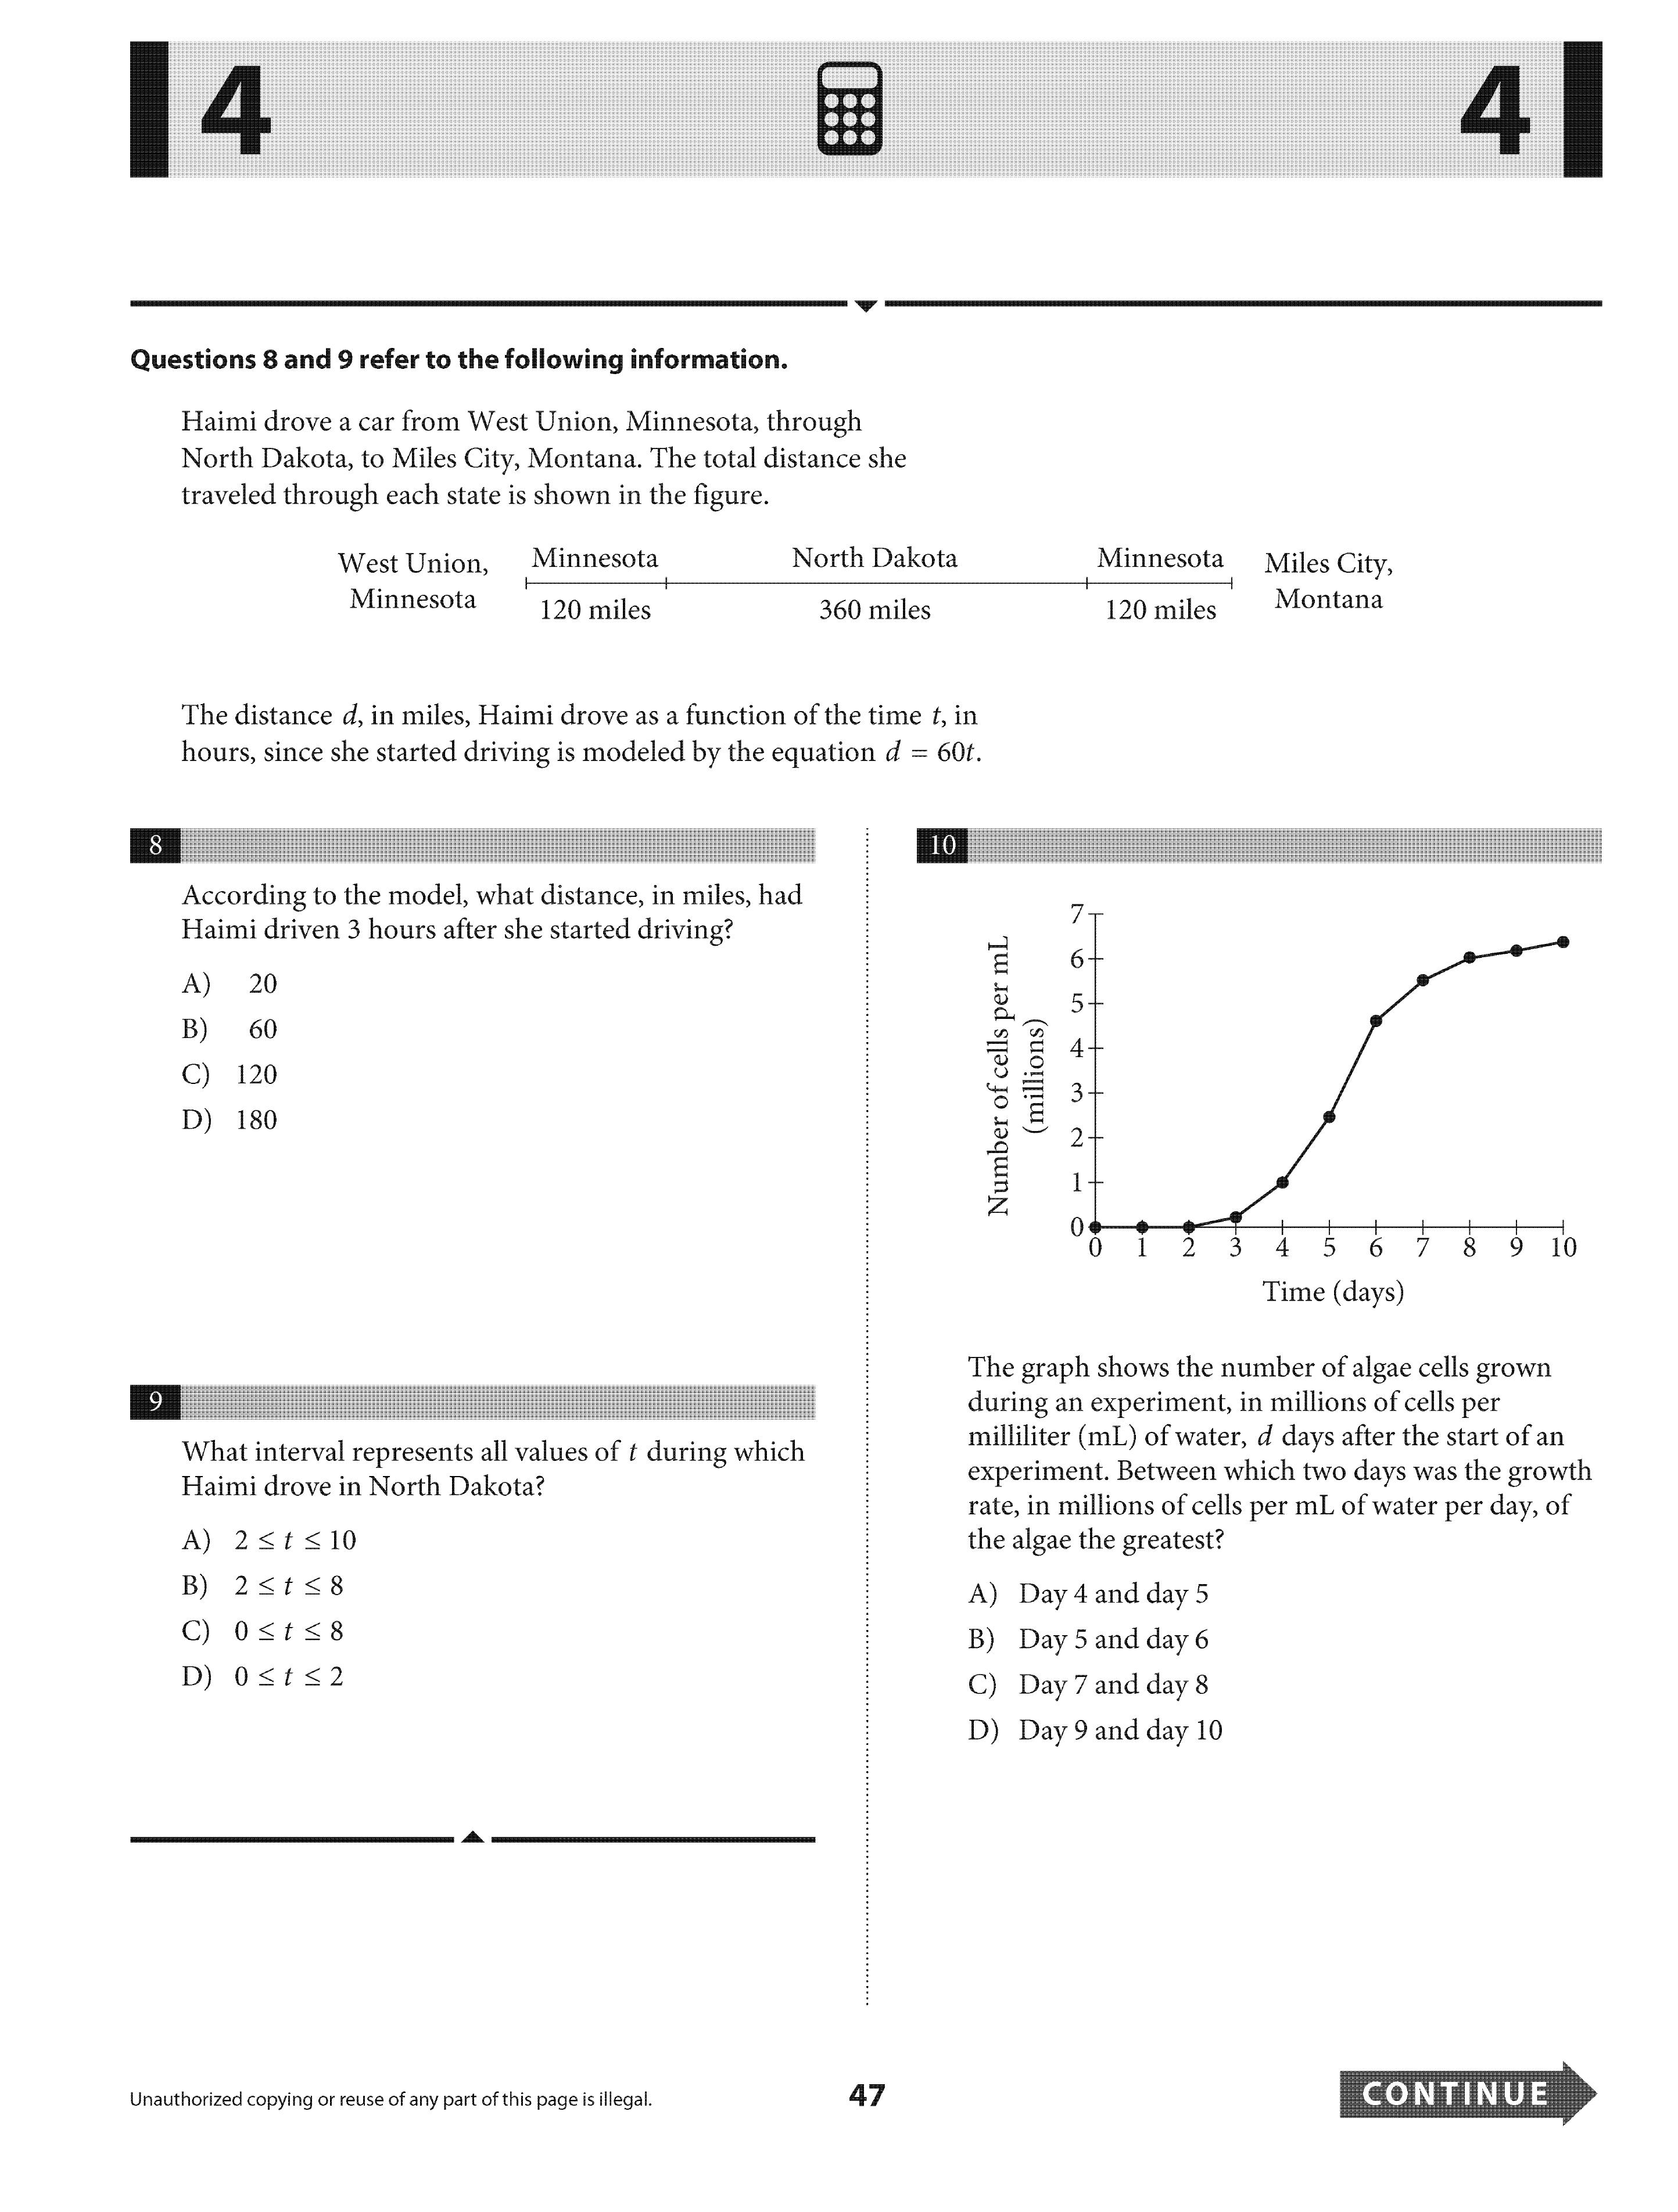 4
4
Questions 8 and 9 refer to the following information.
Haimi drove a car from West Union, Minnesota, through
North Dakota, to Miles City, Montana. The total distance she
traveled through each state is shown in the figure.
West Union,
Minnesota
Minnesota
North Dakota
Minnesota
120 miles
360 miles
120 miles
Miles City,
Montana
The distance d, in miles, Haimi drove as a function of the time t, in
hours, since she started driving is modeled by the equation d = 60t.
8
According to the model, what distance, in miles, had
Haimi driven 3 hours after she started driving?
A) 20
B) 60
C) 120
D) 180
9
What interval represents all values of t during which
Haimi drove in North Dakota?
A) 2 ≤ t ≤ 10
B) 2 ≤ t ≤ 8
C) 0 ≤ t ≤ 8
D) 0 ≤ t ≤ 2
10
Number of cells per mL
(millions)
7
6
5
4
3
2
1
0
0 1 2 3 4 5 6 7 8 9 10
Time (days)
The graph shows the number of algae cells grown
during an experiment, in millions of cells per
milliliter (mL) of water, d days after the start of an
experiment. Between which two days was the growth
rate, in millions of cells per mL of water per day, of
the algae the greatest?
A) Day 4 and day 5
B) Day 5 and day 6
C) Day 7 and day 8
D) Day 9 and day 10
Unauthorized copying or reuse of any part of this page is illegal.
47
CONTINUE